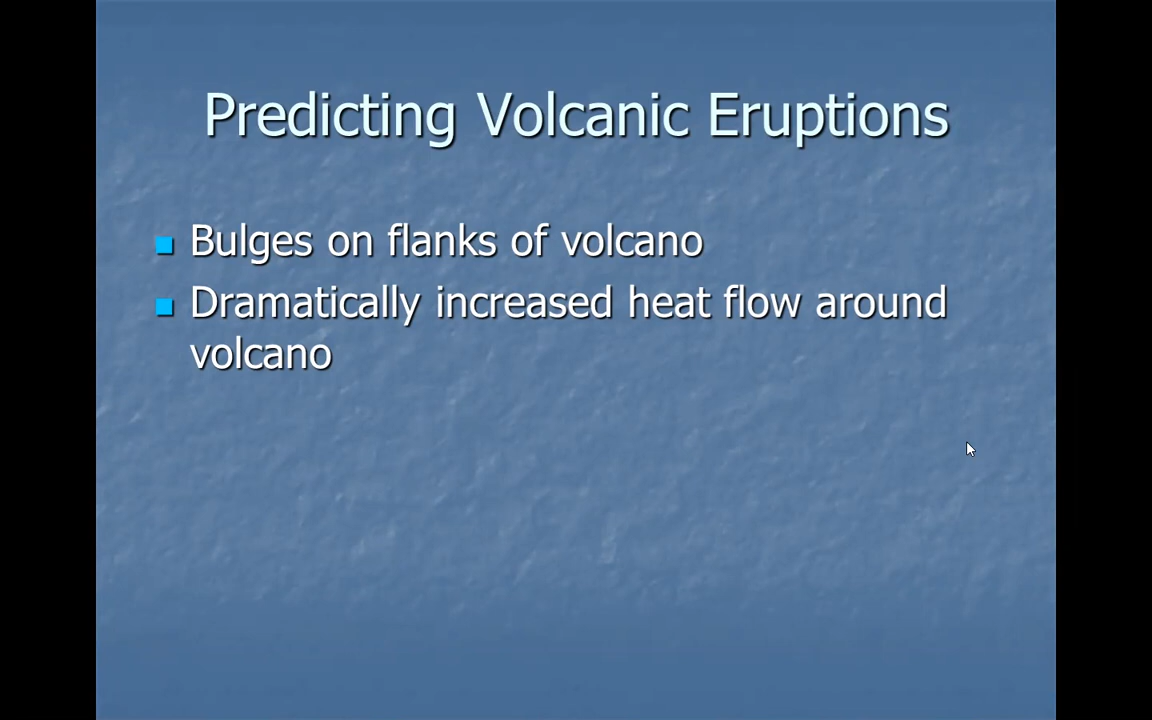 Predicting Volcanic Eruptions
Bulges on flanks of volcano
Dramatically increased heat flow around
volcano